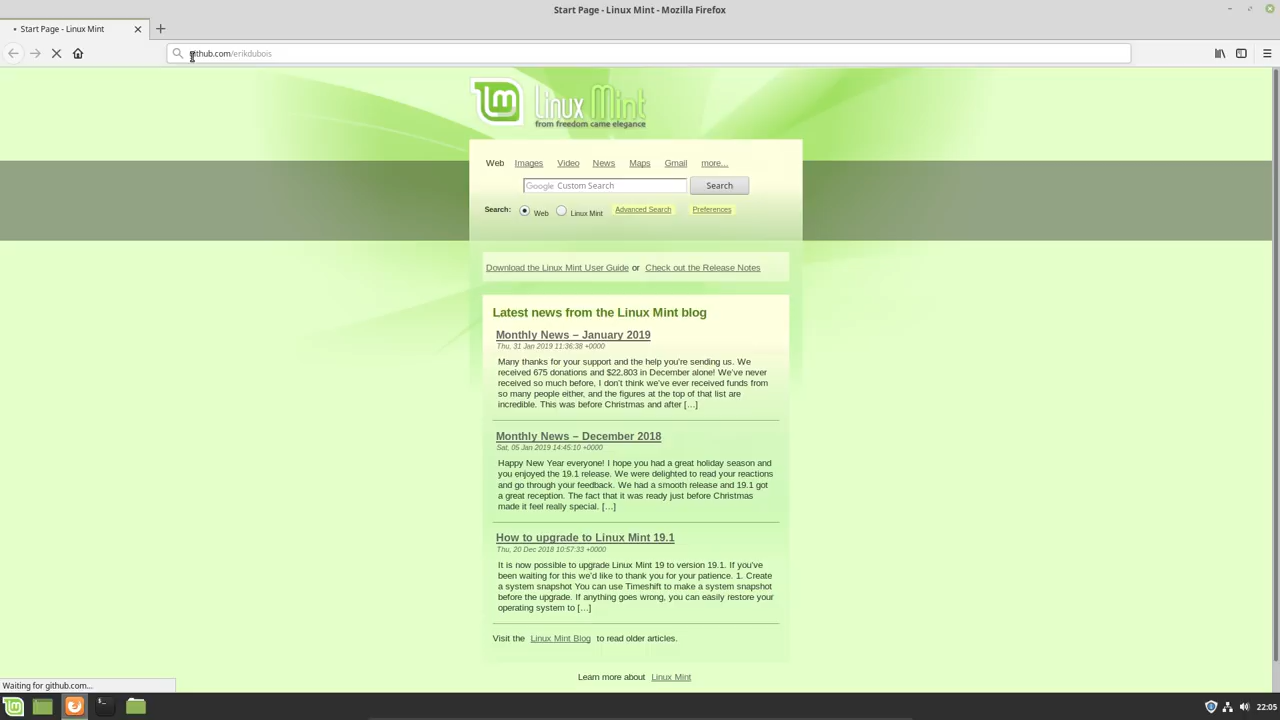 Start Page - Linux Mint - Mozilla Firefox
Start Page - Linux Mint
github.com/erikdubois
Linux Mint
from freedom came elegance
Web Images Video News Maps Gmail more...
Google Custom Search Search
Search: Web Linux Mint Advanced Search Preferences
Download the Linux Mint User Guide or Check out the Release Notes
Latest news from the Linux Mint blog
Monthly News – January 2019
Thu, 31 Jan 2019 11:36:38 +0000
Many thanks for your support and the help you're sending us. We
received 675 donations and $22,803 in December alone! We've never
received so much before, I don't think we've ever received funds from
so many people either, and the figures at the top of that list are
incredible. This was before Christmas and after […]
Monthly News – December 2018
Sat, 05 Jan 2019 14:45:10 +0000
Happy New Year everyone! I hope you had a great holiday season and
you enjoyed the 19.1 release. We were delighted to read your reactions
and go through your feedback. We had a smooth release and 19.1 got
a great reception. The fact that it was ready just before Christmas
made it feel really special. […]
How to upgrade to Linux Mint 19.1
Thu, 20 Dec 2018 10:57:33 +0000
It is now possible to upgrade Linux Mint 19 to version 19.1. If you've
been waiting for this we'd like to thank you for your patience. 1. Create
a system snapshot You can use Timeshift to make a system snapshot
before the upgrade. If anything goes wrong, you can easily restore your
operating system to […]
Visit the Linux Mint Blog to read older articles.
Learn more about Linux Mint
Waiting for github.com...
22:05